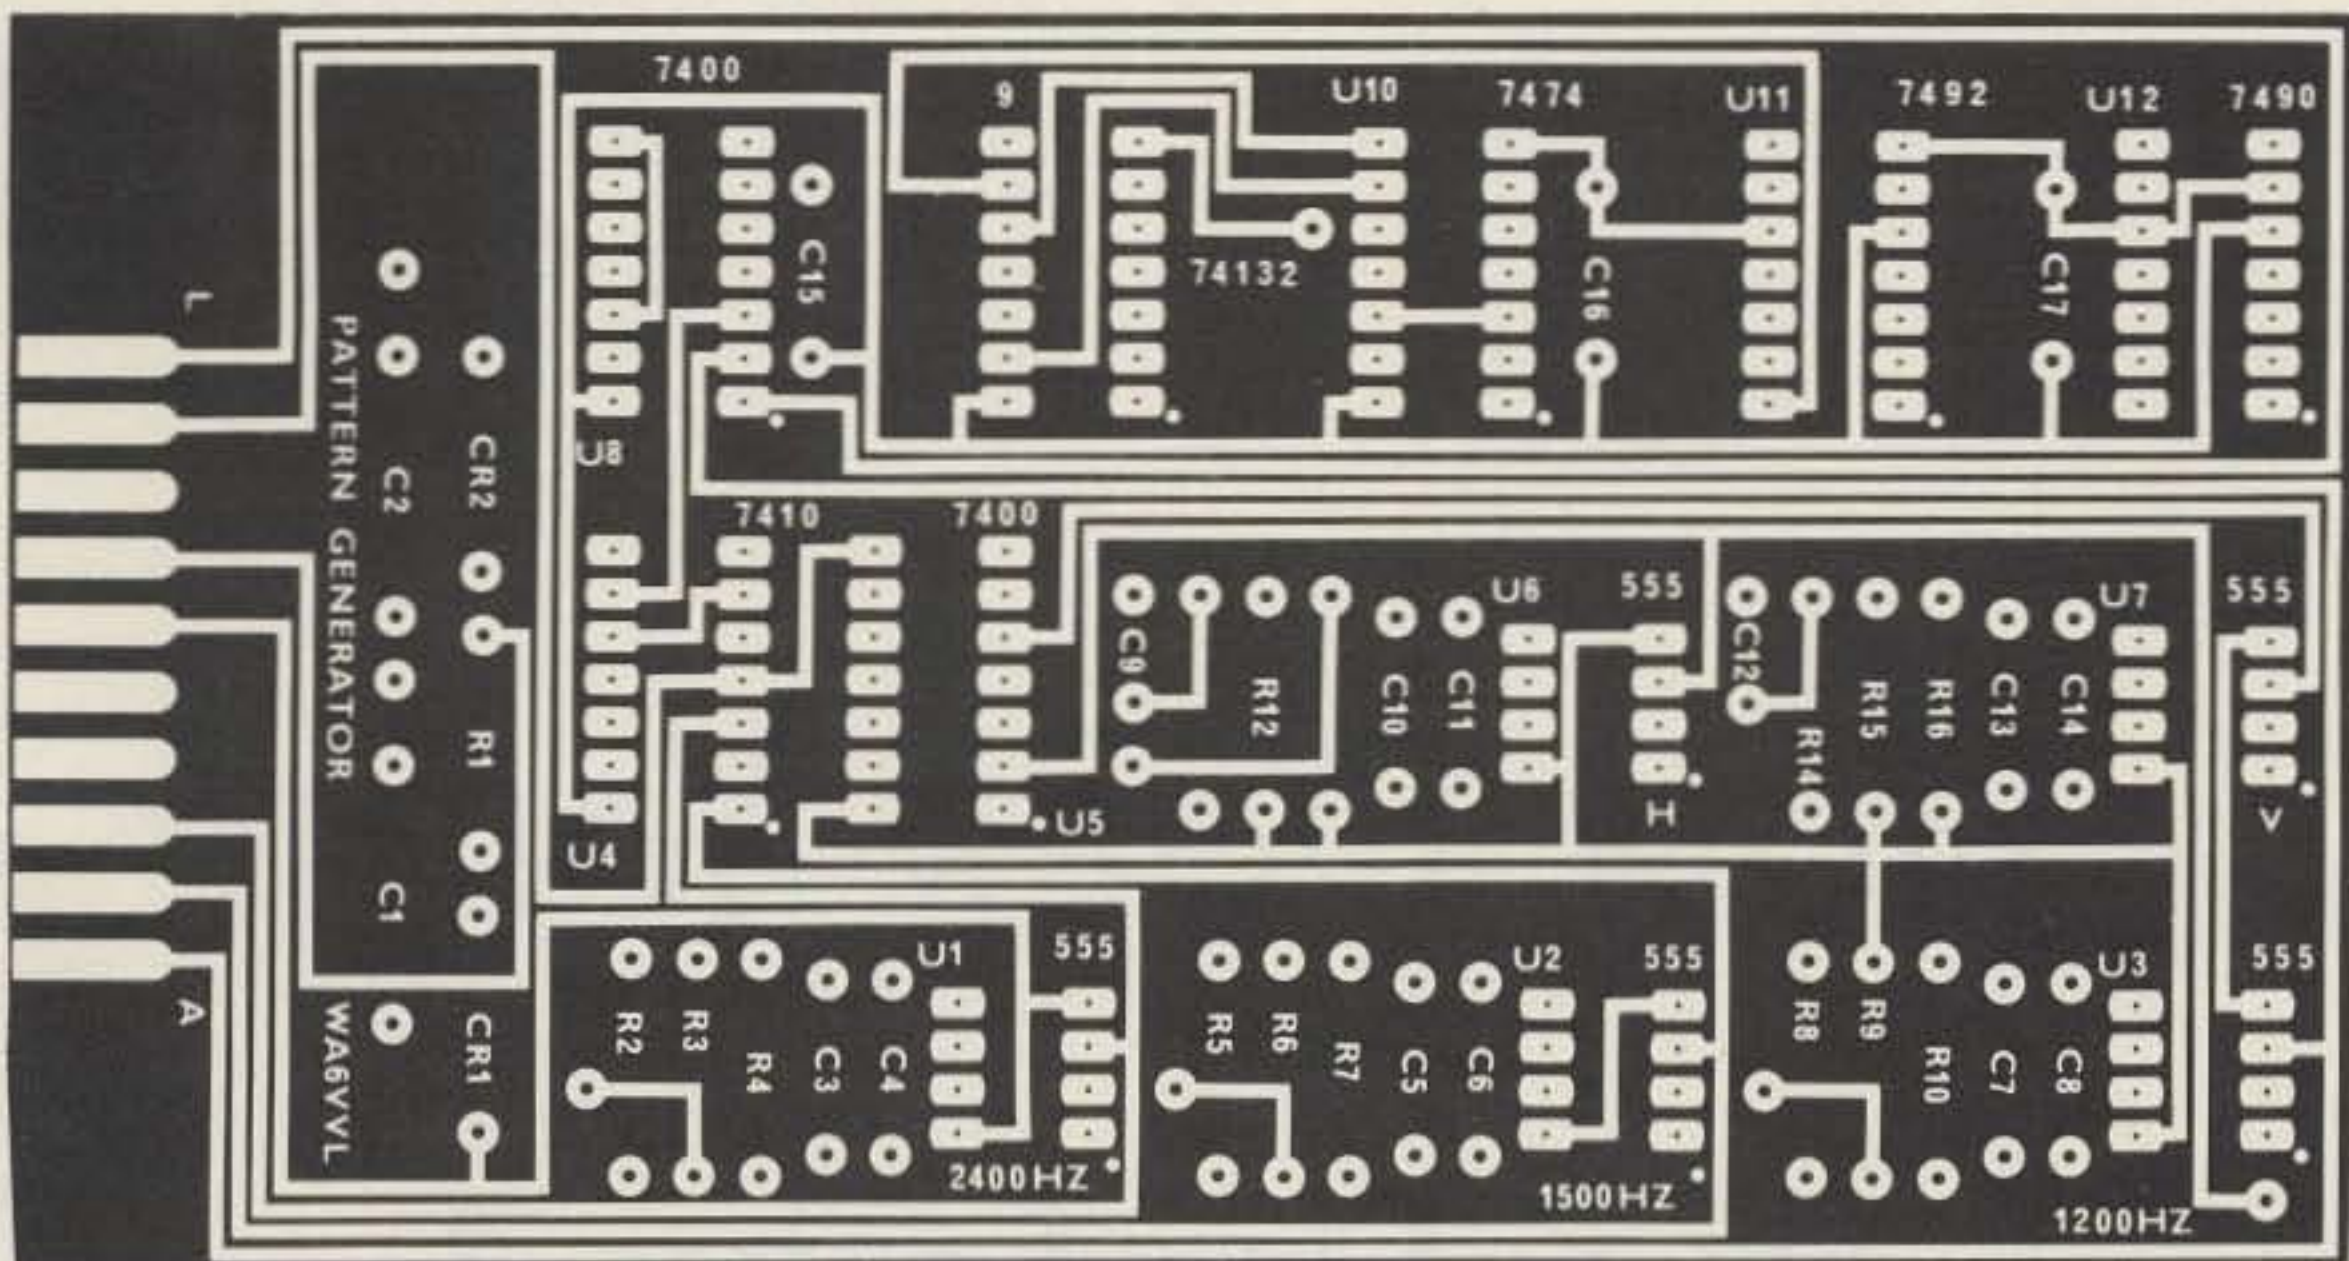 7400
9
U10
7474
U11
7492
U12
7490
74132
C15
C16
C17
L
PATTERN GENERATOR
C2
CR2
U8
7410
7400
U6
555
U7
555
C9
R12
C10
C11
C12
R14
R15
R16
C13
C14
R1
C1
U4
U5
H
V
U1
555
U2
555
U3
555
A
WA6VVL
CR1
R2
R3
R4
C3
C4
R5
R6
R7
C5
C6
R8
R9
R10
C7
C8
2400HZ
1500HZ
1200HZ